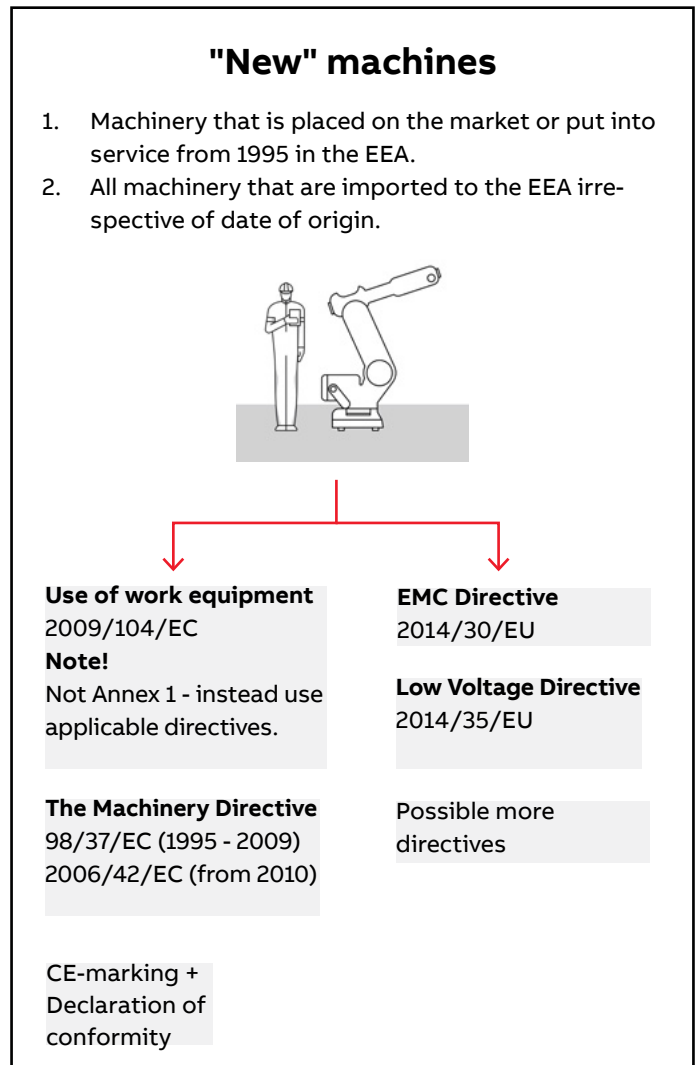 "New" machines
1. Machinery that is placed on the market or put into
service from 1995 in the EEA.
2. All machinery that are imported to the EEA irre-
spective of date of origin.
Use of work equipment
2009/104/EC
Note!
Not Annex 1 - instead use
applicable directives.
The Machinery Directive
98/37/EC (1995 - 2009)
2006/42/EC (from 2010)
CE-marking +
Declaration of
conformity
EMC Directive
2014/30/EU
Low Voltage Directive
2014/35/EU
Possible more
directives